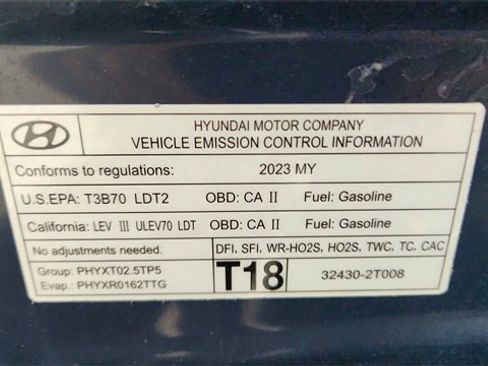 HYUNDAI MOTOR COMPANY
VEHICLE EMISSION CONTROL INFORMATION
Conforms to regulations: 2023 MY
U.S.EPA: T3B70 LDT2 OBD: CA II Fuel: Gasoline
California: LEV III ULEV70 LDT OBD: CA II Fuel: Gasoline
No adjustments needed. DFI, SFI, WR-HO2S, HO2S, TWC, TC, CAC
Group: PHYXT02.5TP5
Evap.: PHYXR0162TTG
T18 32430-2T008